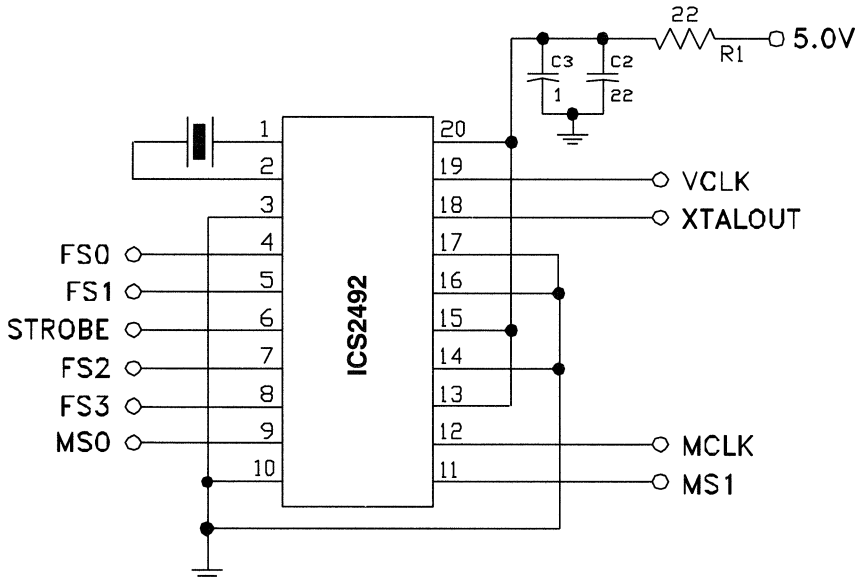 22
5.0V
R1
C3
C2
1
22
1
20
2
19
VCLK
3
18
XTALOUT
FS0
4
17
FS1
5
16
STROBE
6
15
ICS2492
FS2
7
14
FS3
8
13
MS0
9
12
MCLK
10
11
MS1